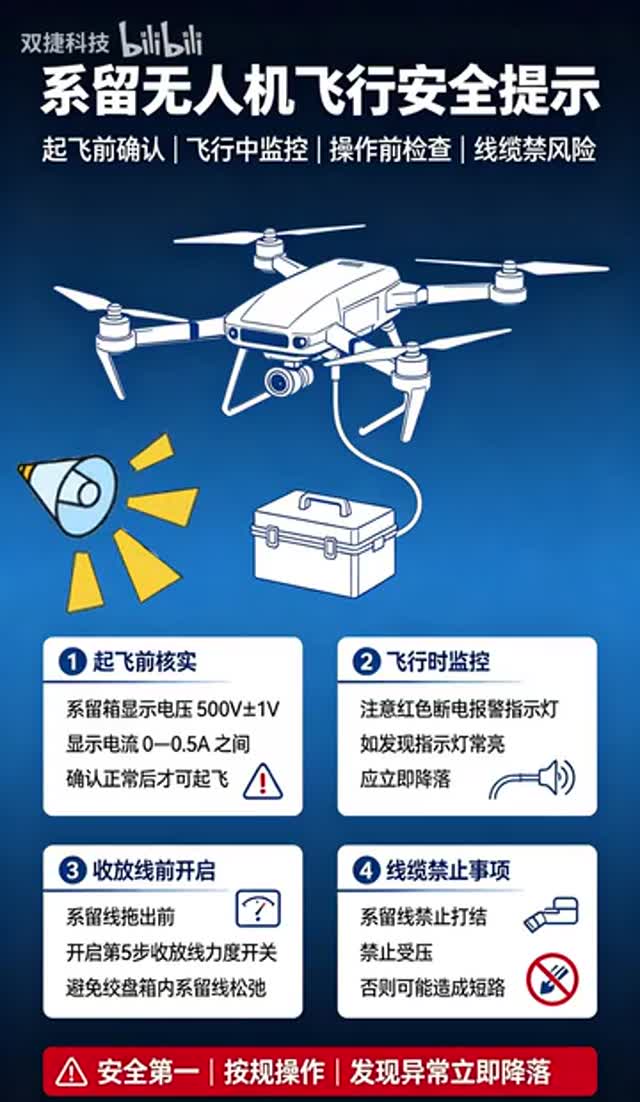 双捷科技 bilibili
系留无人机飞行安全提示
起飞前确认 | 飞行中监控 | 操作前检查 | 线缆禁风险
1 起飞前核实
系留箱显示电压 500V±1V
显示电流 0—0.5A 之间
确认正常后才可起飞
2 飞行时监控
注意红色断电报警指示灯
如发现指示灯常亮
应立即降落
3 收放线前开启
系留线拖出前
开启第5步收放线力度开关
避免绞盘箱内系留线松弛
4 线缆禁止事项
系留线禁止打结
禁止受压
否则可能造成短路
安全第一 | 按规操作 | 发现异常立即降落